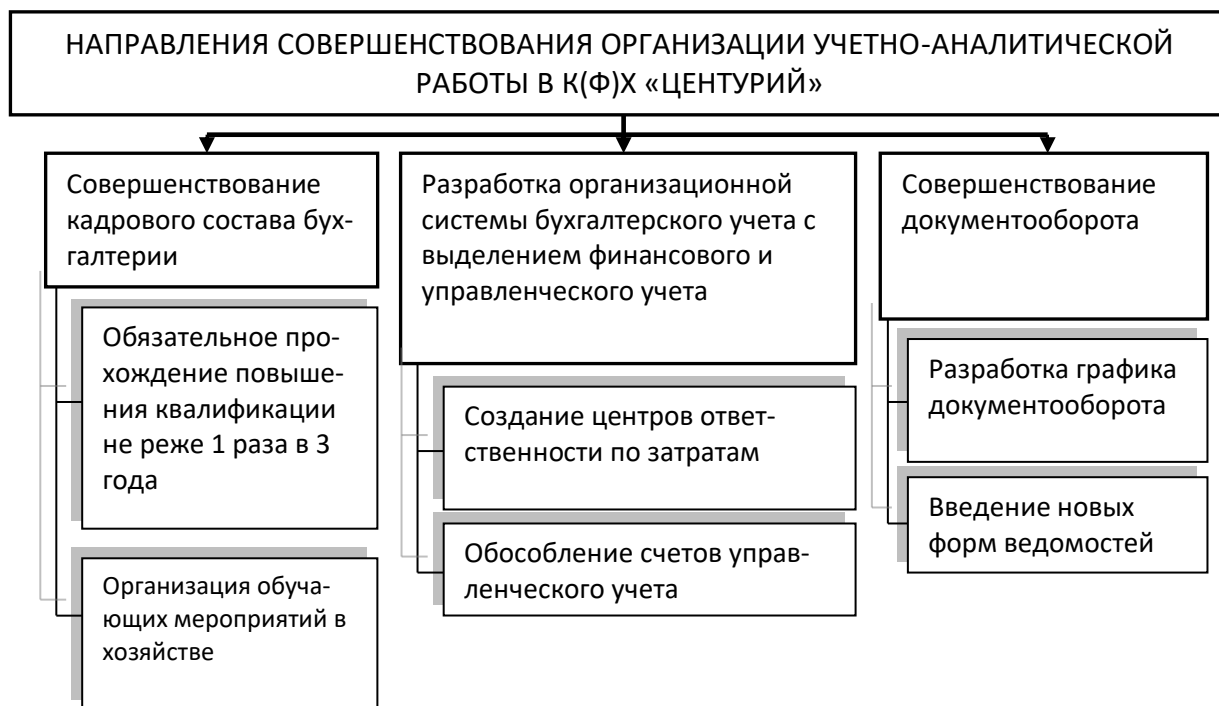 НАПРАВЛЕНИЯ СОВЕРШЕНСТВОВАНИЯ ОРГАНИЗАЦИИ УЧЕТНО-АНАЛИТИЧЕСКОЙ
РАБОТЫ В К(Ф)Х «ЦЕНТУРИЙ»
Совершенствование
кадрового состава бух-
галтерии
Обязательное про-
хождение повыше-
ния квалификации
не реже 1 раза в 3
года
Организация обуча-
ющих мероприятий в
хозяйстве
Разработка организационной
системы бухгалтерского учета с
выделением финансового и
управленческого учета
Создание центров ответ-
ственности по затратам
Обособление счетов управ-
ленческого учета
Совершенствование
документооборота
Разработка графика
документооборота
Введение новых
форм ведомостей